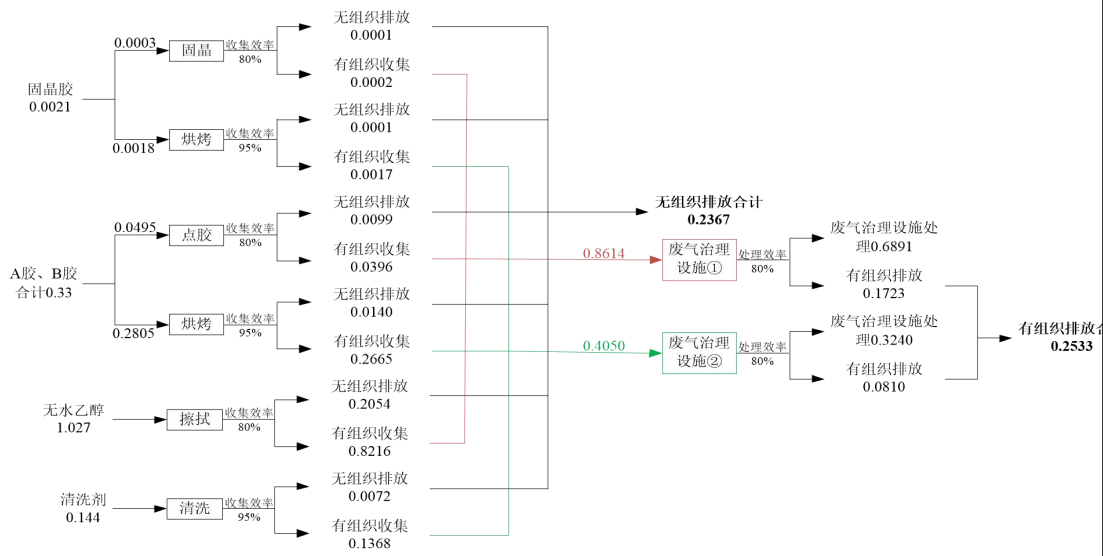 无组织排放
0.0001
0.0003
固晶
收集效率
80%
有组织收集
0.0002
固晶胶
0.0021
无组织排放
0.0001
0.0018
烘烤
收集效率
95%
有组织收集
0.0017
无组织排放
0.0099
0.0495
点胶
收集效率
80%
有组织收集
0.0396
A胶、B胶
合计0.33
无组织排放
0.0140
0.2805
烘烤
收集效率
95%
有组织收集
0.2665
无水乙醇
1.027
擦拭
收集效率
80%
无组织排放
0.2054
有组织收集
0.8216
清洗剂
0.144
清洗
收集效率
95%
无组织排放
0.0072
有组织收集
0.1368
无组织排放合计
0.2367
0.8614
废气治理
设施①
处理效率
80%
废气治理设施处
理0.6891
有组织排放
0.1723
0.4050
废气治理
设施②
处理效率
80%
废气治理设施处
理0.3240
有组织排放
0.0810
有组织排放合
0.2533